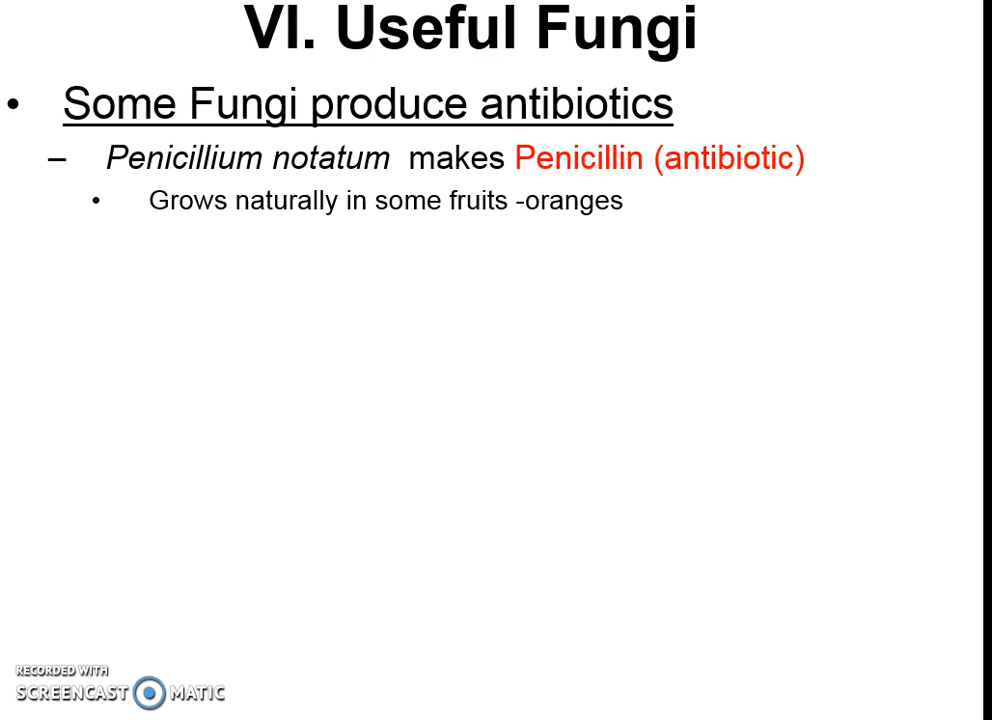 VI. Useful Fungi
• Some Fungi produce antibiotics
– Penicillium notatum makes Penicillin (antibiotic)
• Grows naturally in some fruits -oranges
RECORDED WITH
SCREENCAST MATIC